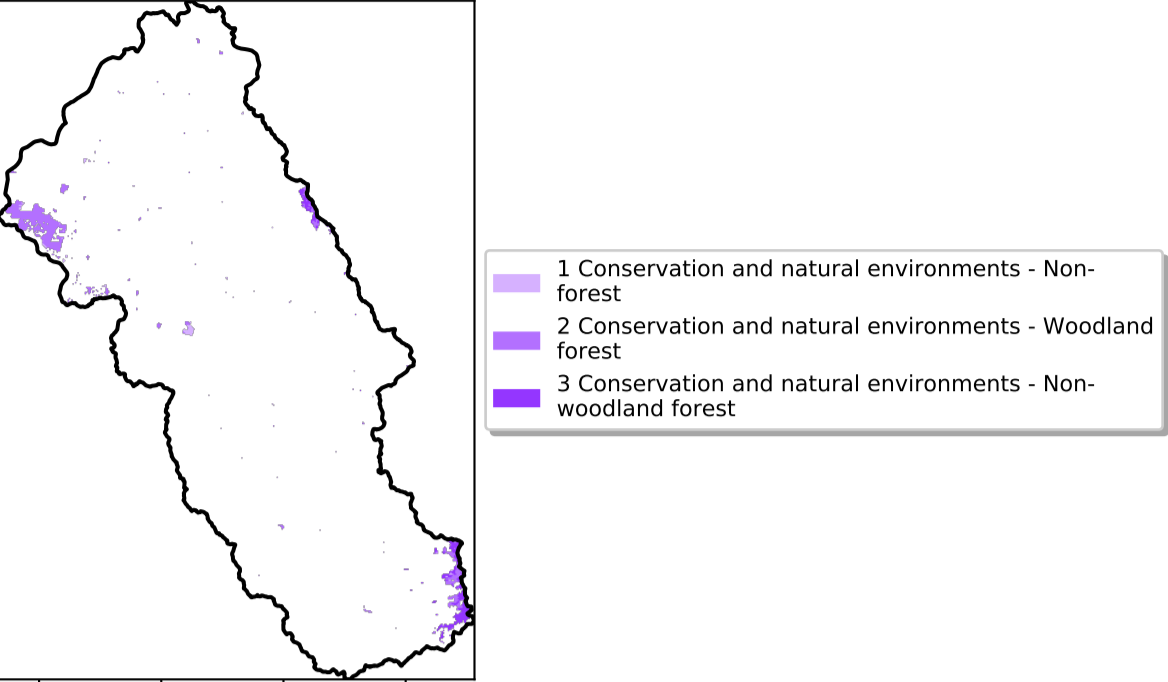 1 Conservation and natural environments - Non-
forest
2 Conservation and natural environments - Woodland
forest
3 Conservation and natural environments - Non-
woodland forest